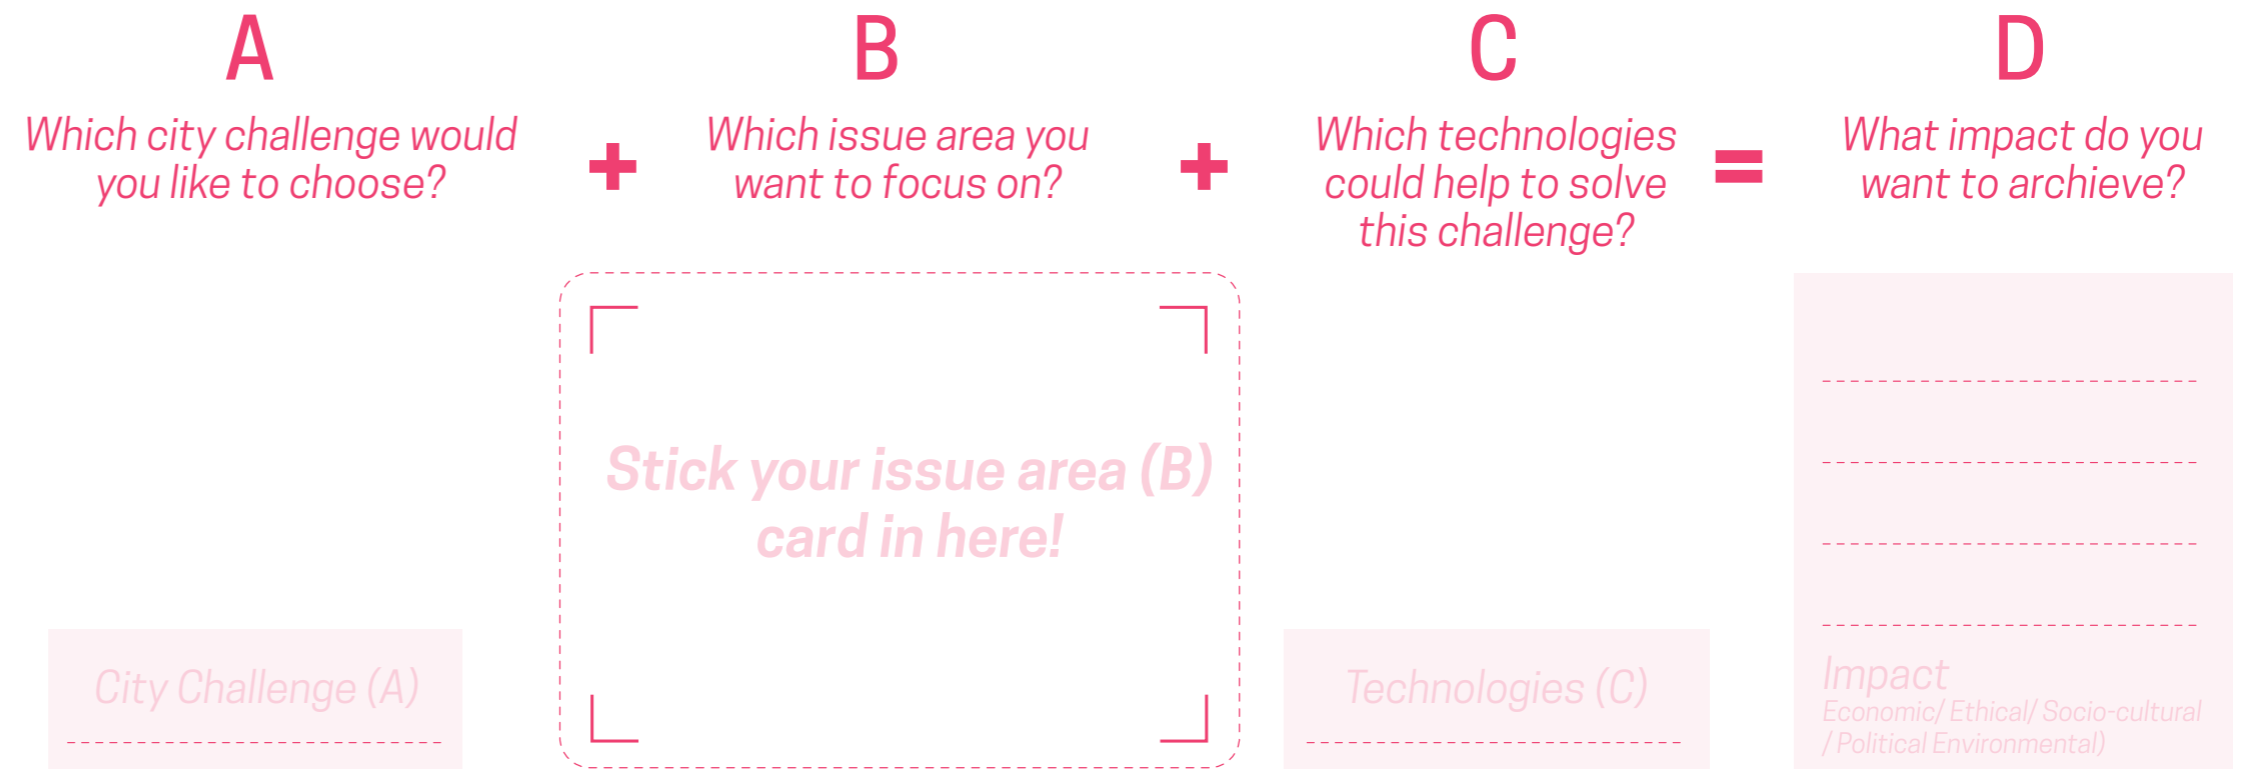 A
Which city challenge would
you like to choose?
+
B
Which issue area you
want to focus on?
+
C
Which technologies
could help to solve
this challenge?
=
D
What impact do you
want to archieve?
Stick your issue area (B)
card in here!
City Challenge (A)
Technologies (C)
Impact
Economic/ Ethical/ Socio-cultural
/ Political Environmental)